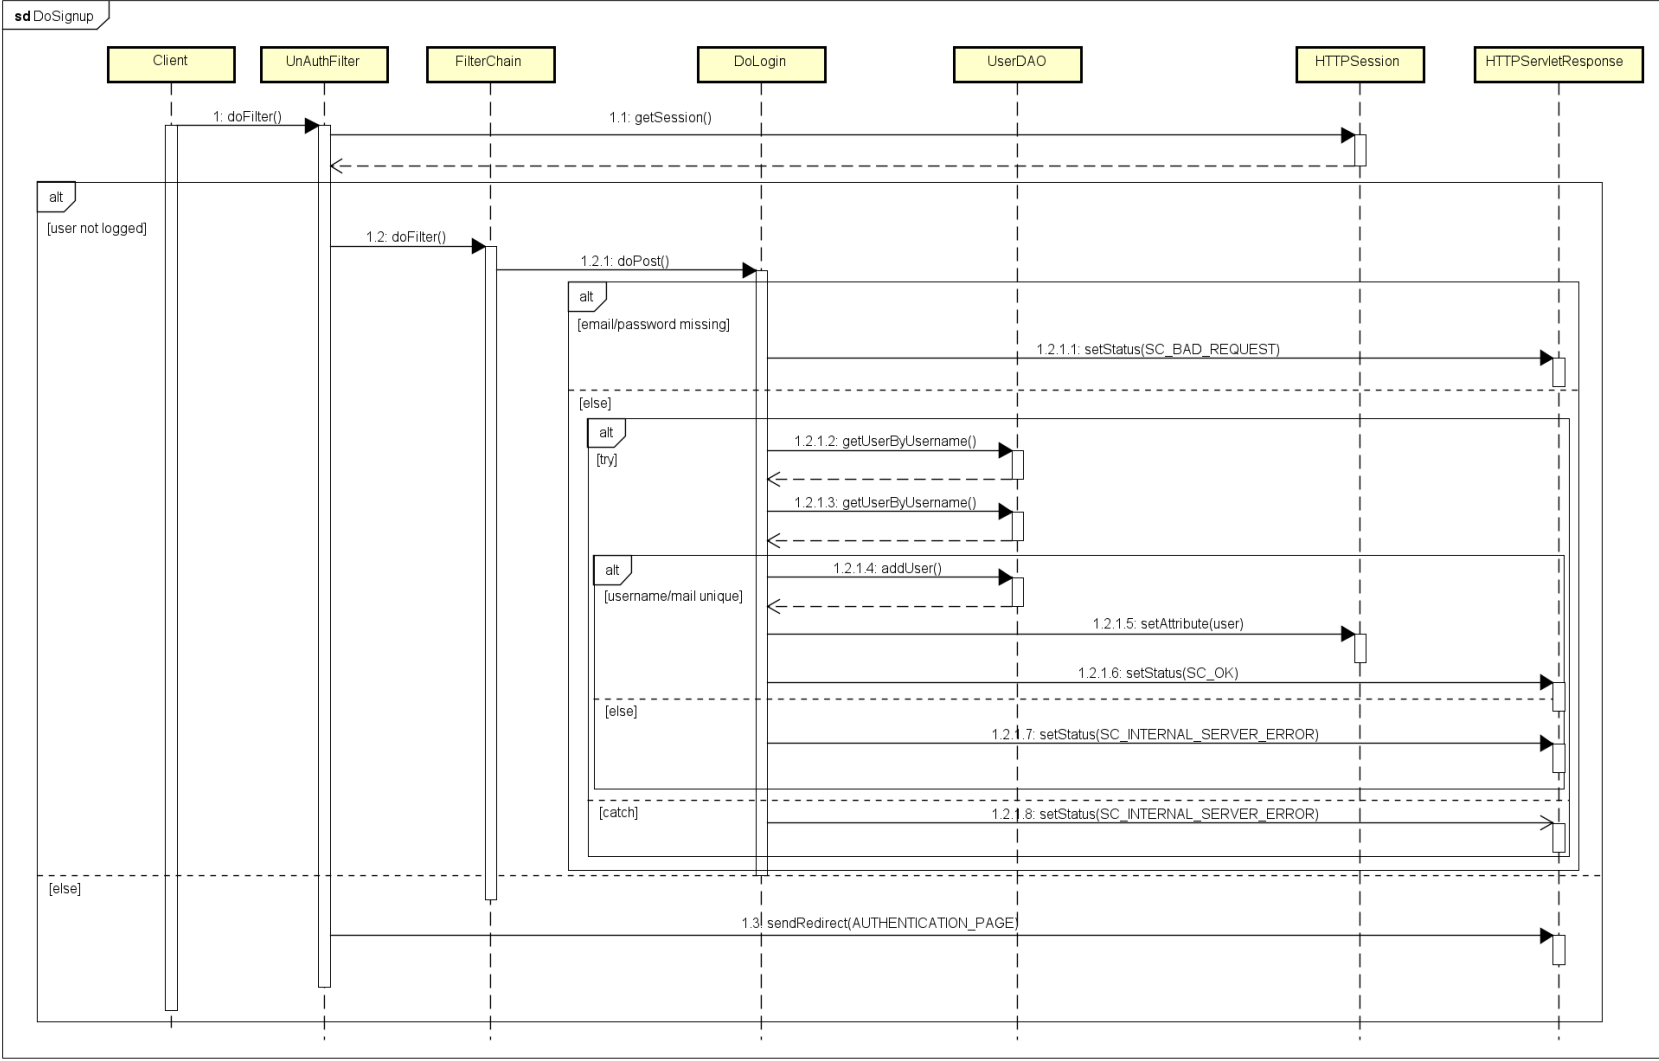 sd DoSignup
Client
UnAuthFilter
FilterChain
DoLogin
UserDAO
HTTPSession
HTTPServletResponse
1: doFilter()
1.1: getSession()
alt
[user not logged]
1.2: doFilter()
1.2.1: doPost()
alt
[email/password missing]
1.2.1.1: setStatus(SC_BAD_REQUEST)
[else]
alt
[try]
1.2.1.2: getUserByUsername()
1.2.1.3: getUserByUsername()
alt
[username/mail unique]
1.2.1.4: addUser()
1.2.1.5: setAttribute(user)
1.2.1.6: setStatus(SC_OK)
[else]
1.2.1.7: setStatus(SC_INTERNAL_SERVER_ERROR)
[catch]
1.2.1.8: setStatus(SC_INTERNAL_SERVER_ERROR)
[else]
1.3: sendRedirect(AUTHENTICATION_PAGE)